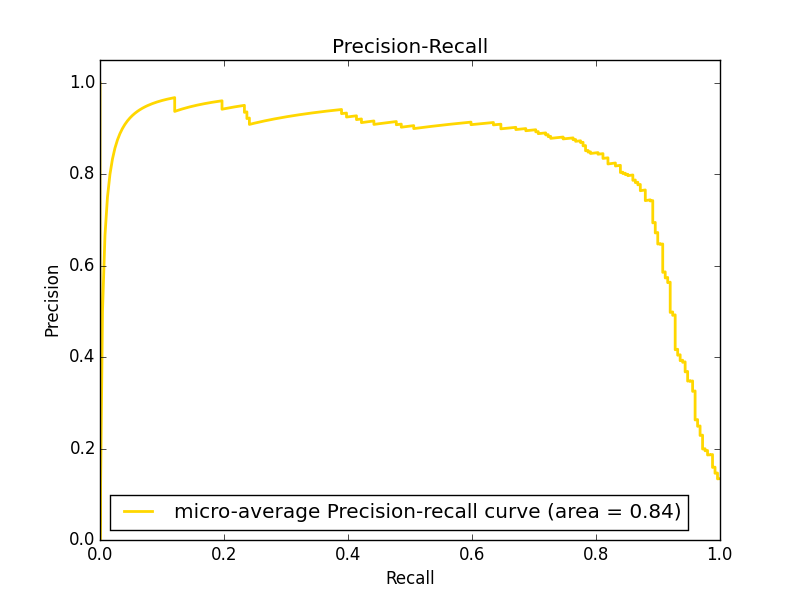 Precision-Recall
1.0
0.8
0.6
0.4
0.2
0.0
Precision
micro-average Precision-recall curve (area = 0.84)
0.0 0.2 0.4 0.6 0.8 1.0
Recall